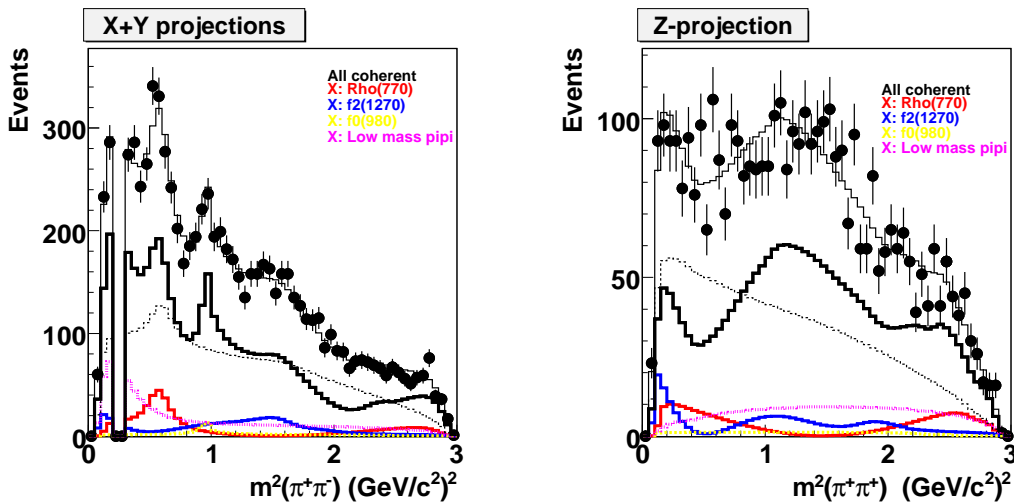 X+Y projections
Events
All coherent
X: Rho(770)
X: f2(1270)
X: f0(980)
X: Low mass pipi
300
200
100
0
0 1 2 3
m²(π⁺π⁻) (GeV/c²)²
Z-projection
Events
All coherent
X: Rho(770)
X: f2(1270)
X: f0(980)
X: Low mass pipi
100
50
0
0 1 2 3
m²(π⁺π⁺) (GeV/c²)²